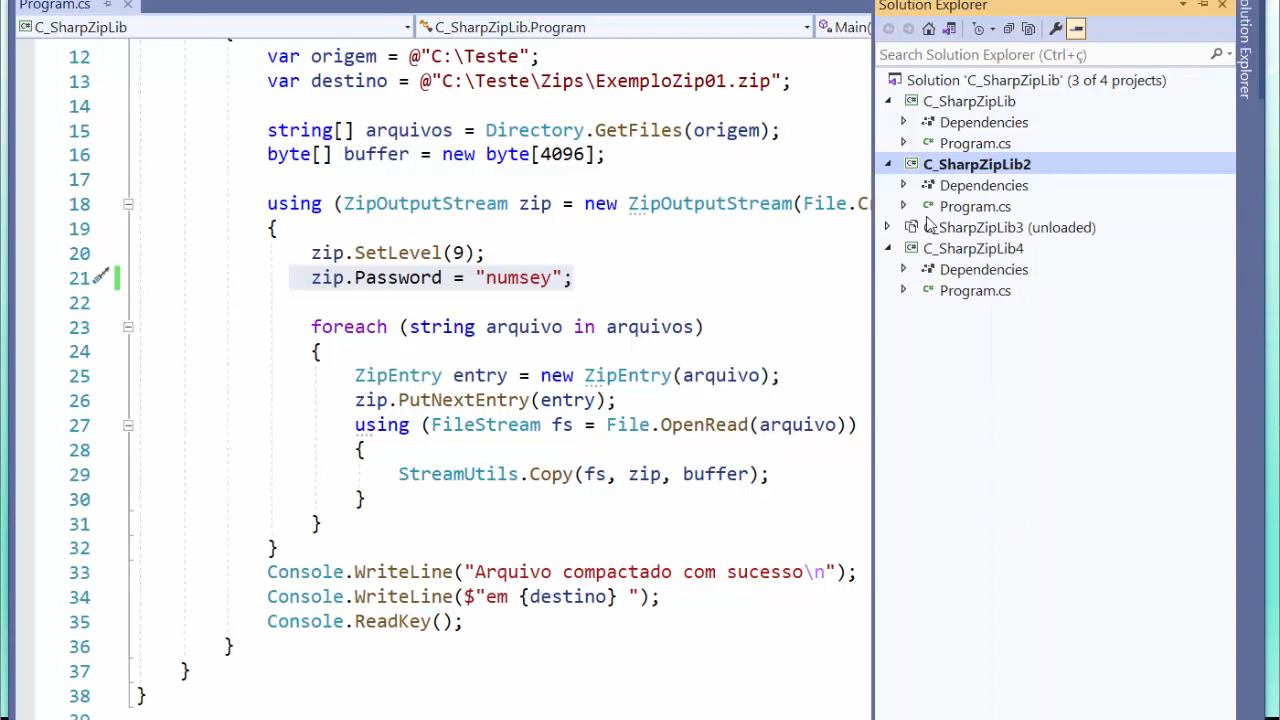 Program.cs
C_SharpZipLib
C_SharpZipLib.Program
Main(
12 var origem = @"C:\Teste";
13 var destino = @"C:\Teste\Zips\ExemploZip01.zip";
14
15 string[] arquivos = Directory.GetFiles(origem);
16 byte[] buffer = new byte[4096];
17
18 using (ZipOutputStream zip = new ZipOutputStream(File.C
19 {
20 zip.SetLevel(9);
21 zip.Password = "numsey";
22
23 foreach (string arquivo in arquivos)
24 {
25 ZipEntry entry = new ZipEntry(arquivo);
26 zip.PutNextEntry(entry);
27 using (FileStream fs = File.OpenRead(arquivo))
28 {
29 StreamUtils.Copy(fs, zip, buffer);
30 }
31 }
32 }
33 Console.WriteLine("Arquivo compactado com sucesso\n");
34 Console.WriteLine($"em {destino} ");
35 Console.ReadKey();
36 }
37 }
38 }
Solution Explorer
Search Solution Explorer (Ctrl+ç)
Solution 'C_SharpZipLib' (3 of 4 projects)
C_SharpZipLib
Dependencies
C# Program.cs
C_SharpZipLib2
Dependencies
C# Program.cs
_SharpZipLib3 (unloaded)
C_SharpZipLib4
Dependencies
C# Program.cs
Solution Explorer